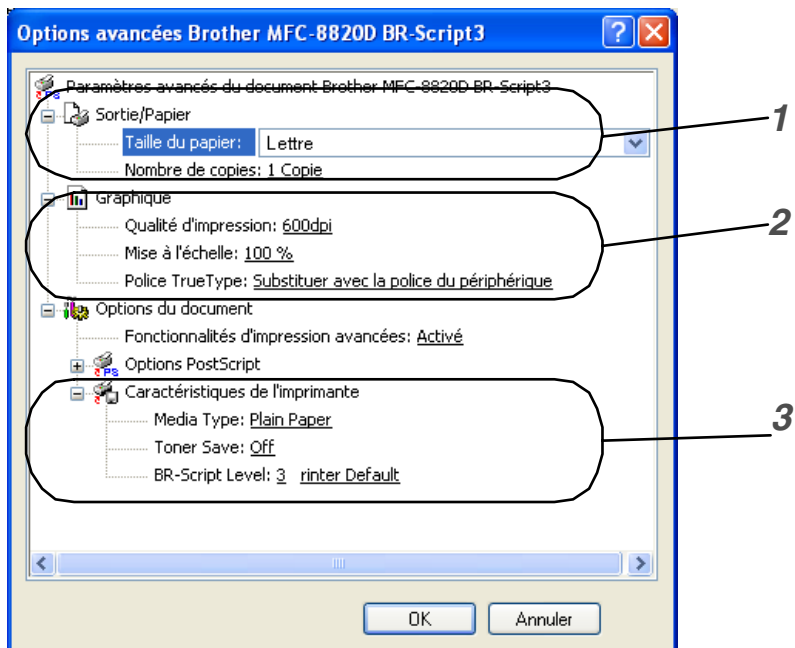 Options avancées Brother MFC-8820D BR-Script3
Paramètres avancés du document Brother MFC-8820D BR-Script3
Sortie/Papier
Taille du papier: Lettre
Nombre de copies: 1 Copie
1
Graphique
Qualité d'impression: 600dpi
Mise à l'échelle: 100 %
Police TrueType: Substituer avec la police du périphérique
2
Options du document
Fonctionnalités d'impression avancées: Activé
Options PostScript
Caractéristiques de l'imprimante
Media Type: Plain Paper
Toner Save: Off
BR-Script Level: 3 rinter Default
3
OK Annuler